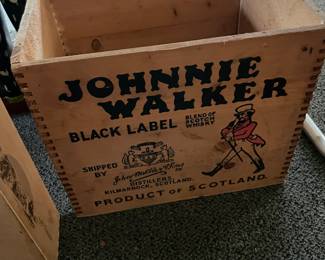 JOHNNIE
WALKER
BLACK LABEL
BLEND OF
SCOTCH
WHISKY
SHIPPED
BY
DISTILLERS
KILMARNOCK, SCOTLAND.
PRODUCT OF SCOTLAND